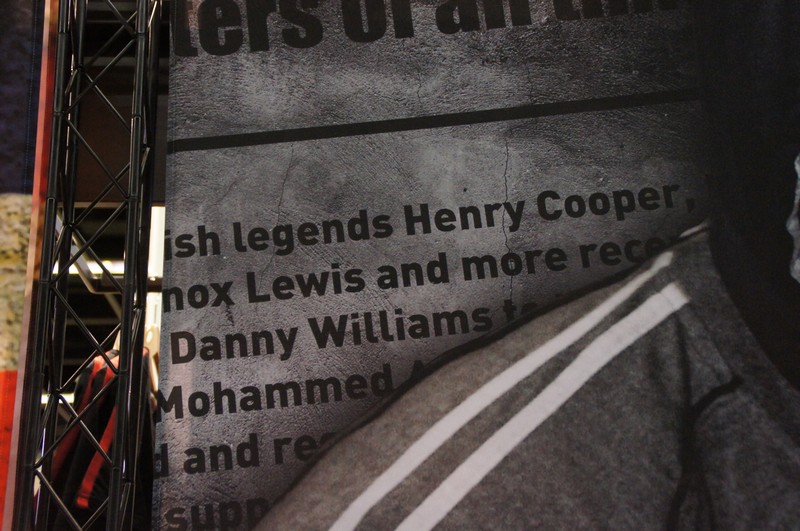 ters of all tim
ish legends Henry Cooper,
nox Lewis and more rece
Danny Williams
Mohammed A
d and re
supp